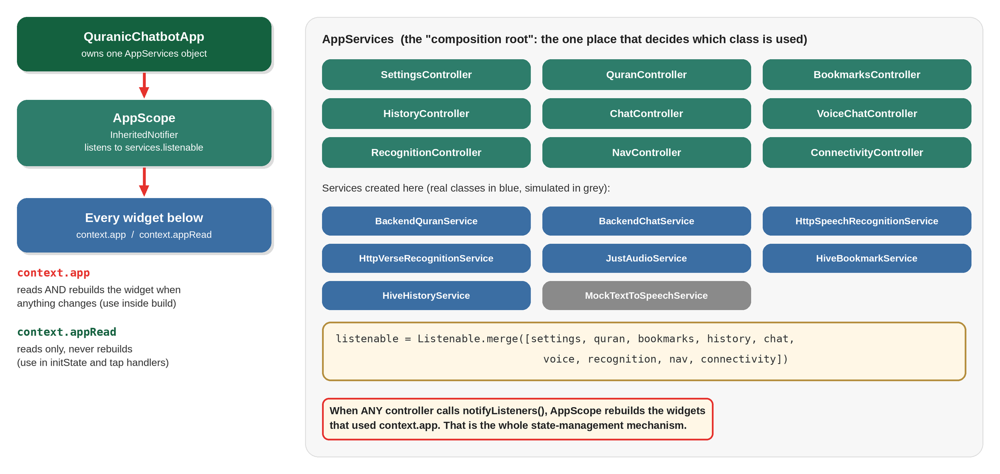 QuranicChatbotApp
owns one AppServices object
AppScope
InheritedNotifier
listens to services.listenable
Every widget below
context.app / context.appRead
context.app
reads AND rebuilds the widget when
anything changes (use inside build)
context.appRead
reads only, never rebuilds
(use in initState and tap handlers)
AppServices (the "composition root": the one place that decides which class is used)
SettingsController
QuranController
BookmarksController
HistoryController
ChatController
VoiceChatController
RecognitionController
NavController
ConnectivityController
Services created here (real classes in blue, simulated in grey):
BackendQuranService
BackendChatService
HttpSpeechRecognitionService
HttpVerseRecognitionService
JustAudioService
HiveBookmarkService
HiveHistoryService
MockTextToSpeechService
listenable = Listenable.merge([settings, quran, bookmarks, history, chat,
voice, recognition, nav, connectivity])
When ANY controller calls notifyListeners(), AppScope rebuilds the widgets
that used context.app. That is the whole state-management mechanism.